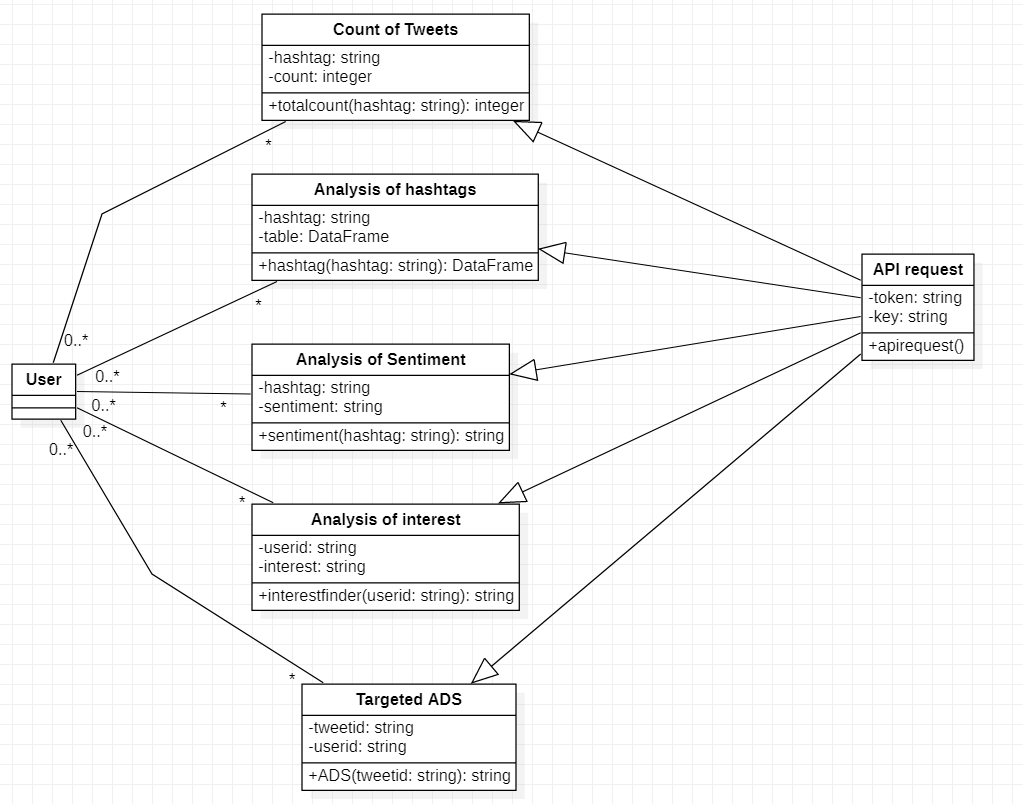 Count of Tweets
-hashtag: string
-count: integer
+totalcount(hashtag: string): integer
*
Analysis of hashtags
-hashtag: string
-table: DataFrame
+hashtag(hashtag: string): DataFrame
*
API request
-token: string
-key: string
+apirequest()
0..*
Analysis of Sentiment
-hashtag: string
-sentiment: string
+sentiment(hashtag: string): string
User
0..*
0..*
*
0..*
0..*
*
Analysis of interest
-userid: string
-interest: string
+interestfinder(userid: string): string
*
Targeted ADS
-tweetid: string
-userid: string
+ADS(tweetid: string): string